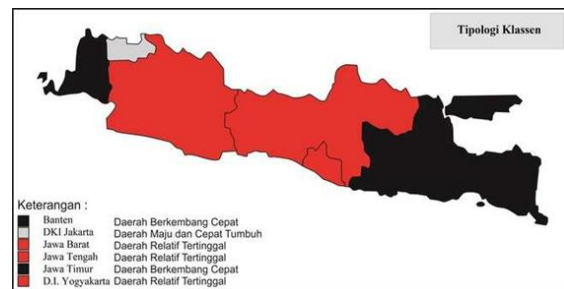 Tipologi Klassen
Keterangan :
Banten Daerah Berkembang Cepat
DKI Jakarta Daerah Maju dan Cepat Tumbuh
Jawa Barat Daerah Relatif Tertinggal
Jawa Tengah Daerah Relatif Tertinggal
Jawa Timur Daerah Berkembang Cepat
D.I. Yogyakarta Daerah Relatif Tertinggal